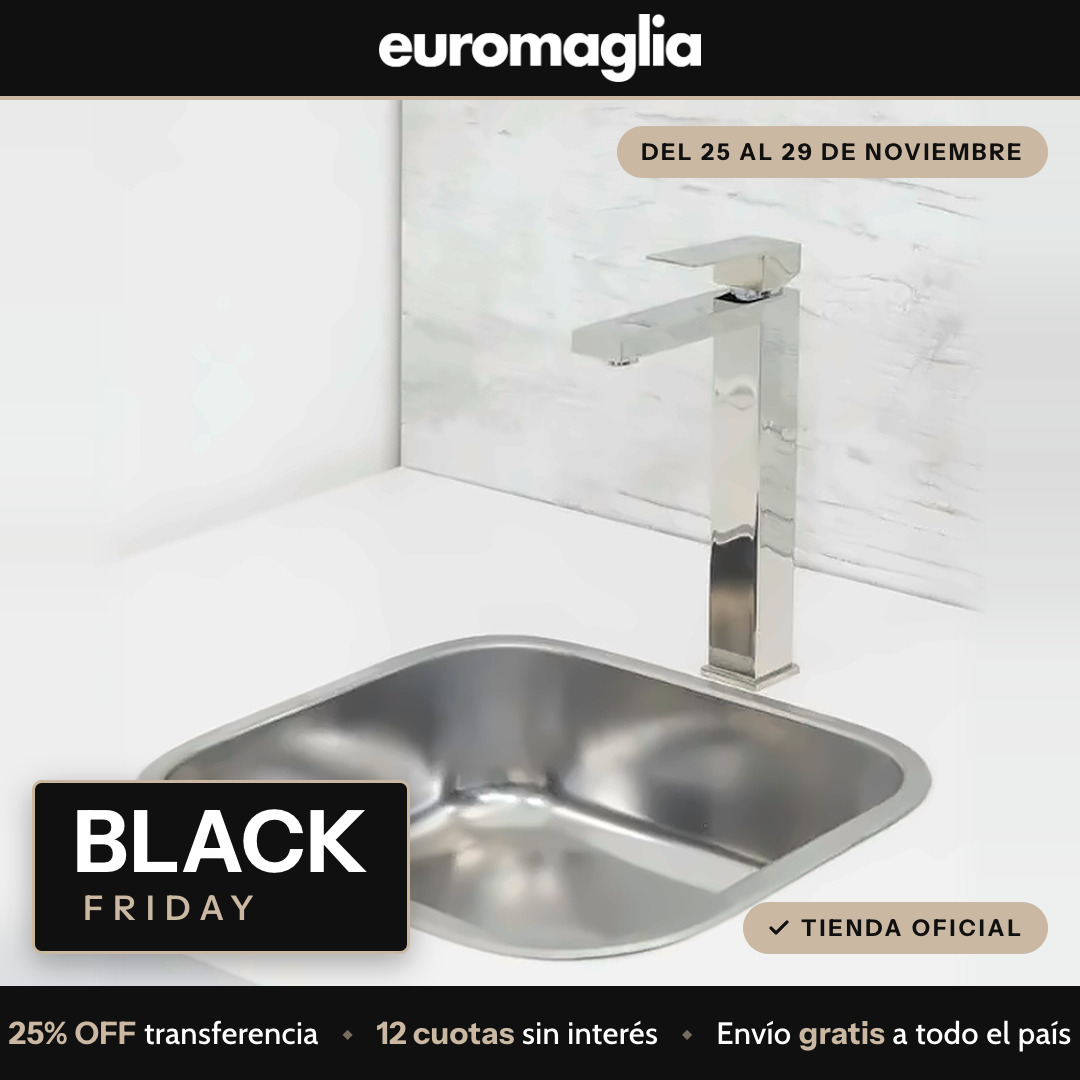 euromaglia
DEL 25 AL 29 DE NOVIEMBRE
BLACK
FRIDAY
TIENDA OFICIAL
25% OFF transferencia ◆ 12 cuotas sin interés ◆ Envío gratis a todo el país